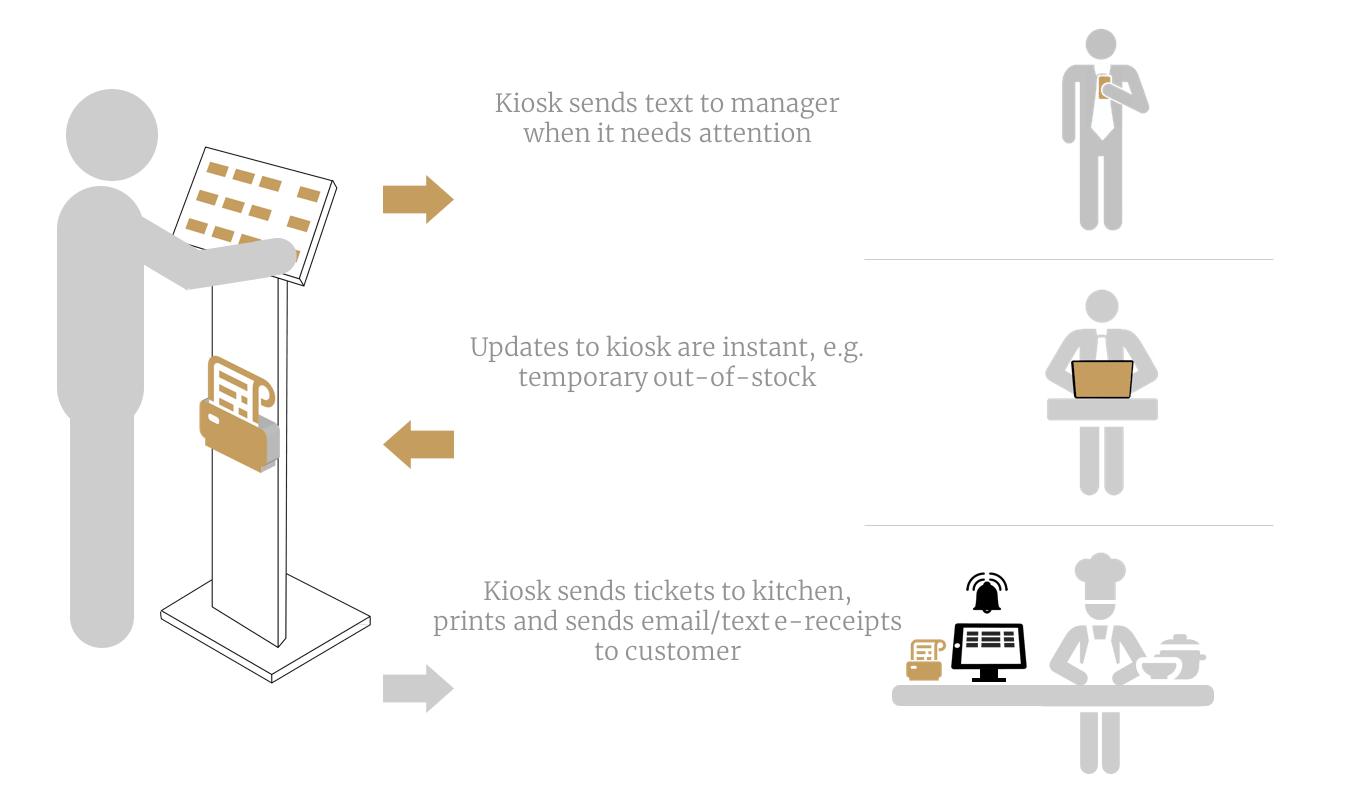 Kiosk sends text to manager
when it needs attention
Updates to kiosk are instant, e.g.
temporary out-of-stock
Kiosk sends tickets to kitchen,
prints and sends email/text e-receipts
to customer